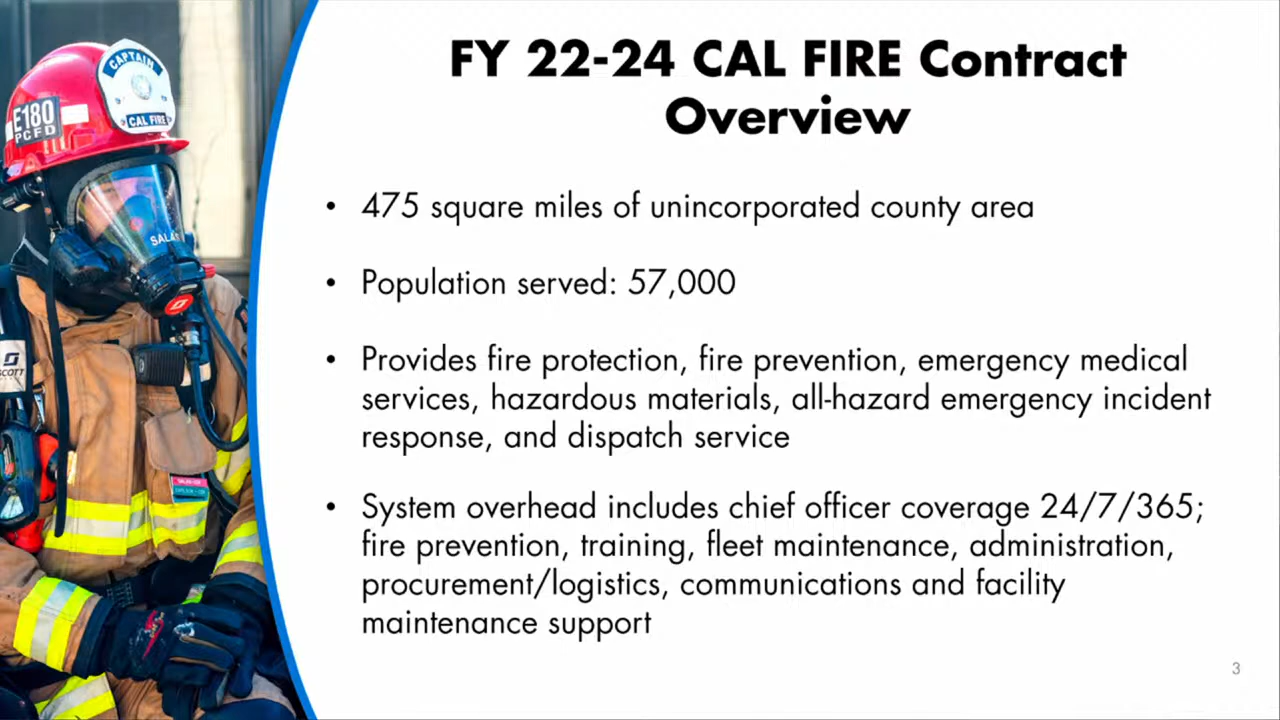 CAPTAIN
CAL FIRE
E180
PCFD
FY 22-24 CAL FIRE Contract
Overview
• 475 square miles of unincorporated county area
• Population served: 57,000
• Provides fire protection, fire prevention, emergency medical
services, hazardous materials, all-hazard emergency incident
response, and dispatch service
• System overhead includes chief officer coverage 24/7/365;
fire prevention, training, fleet maintenance, administration,
procurement/logistics, communications and facility
maintenance support
SCOTT
3